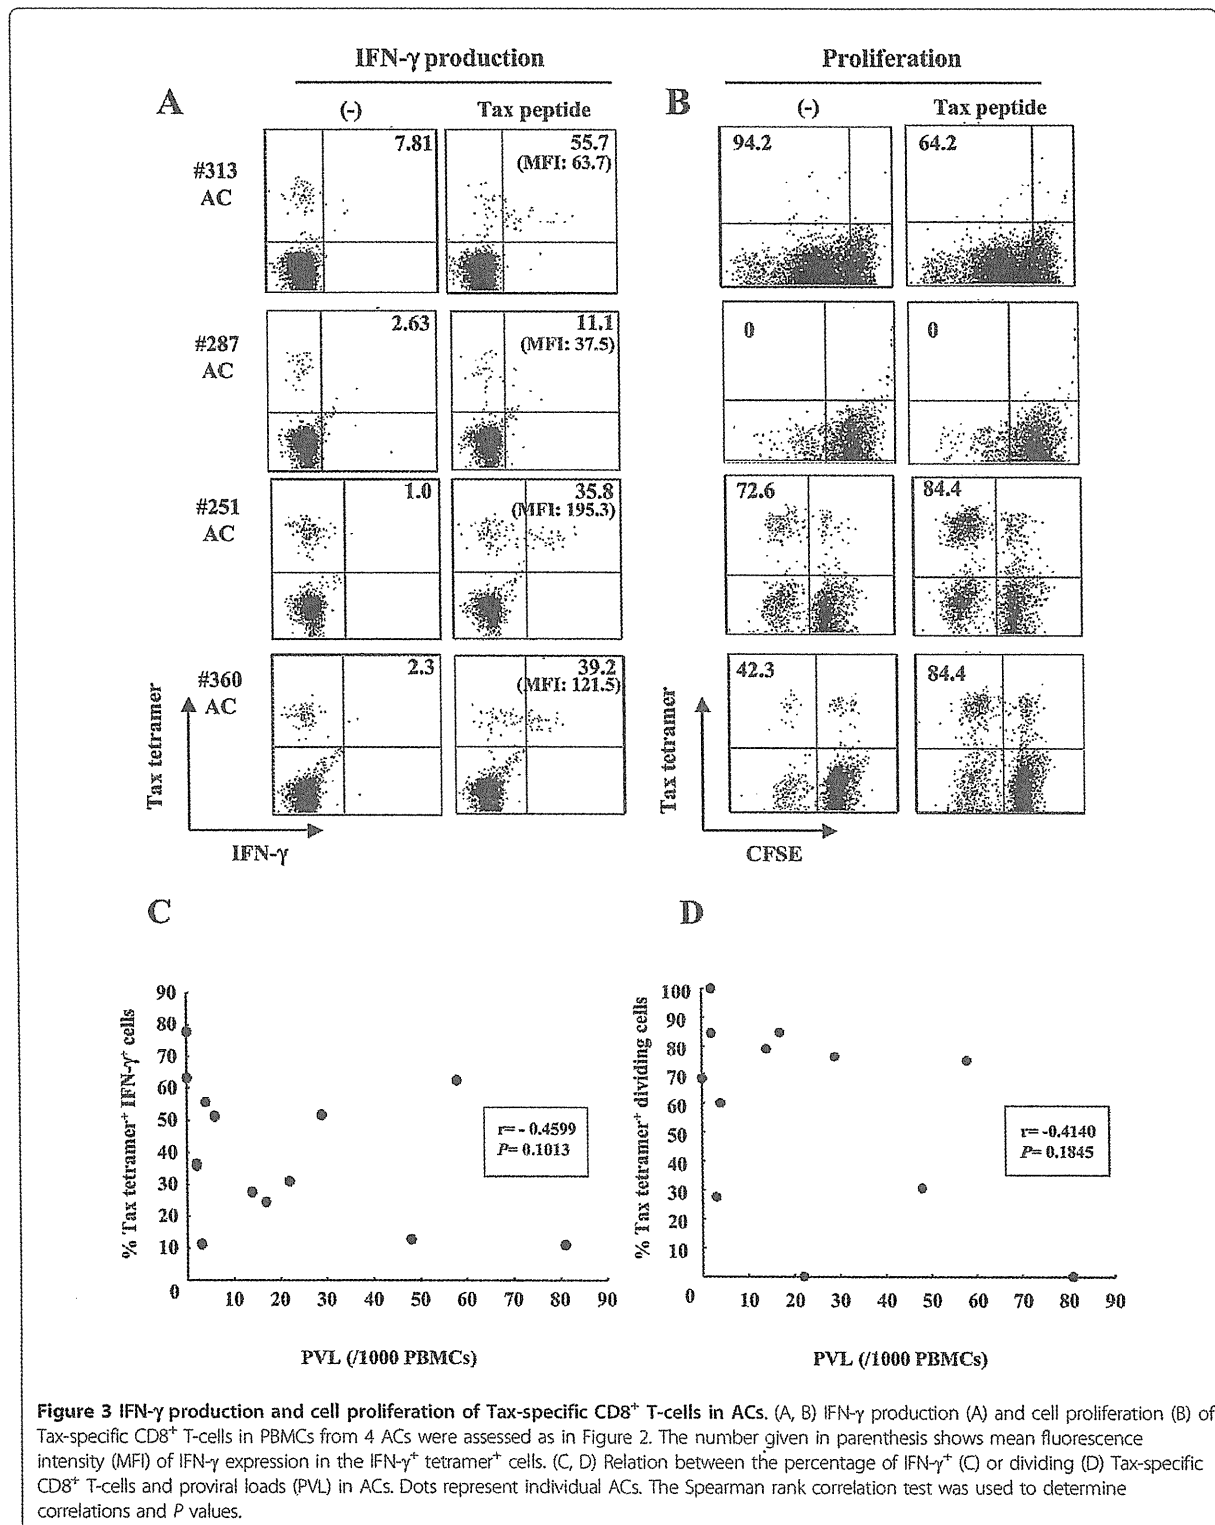 IFN-γ production
Proliferation
A
(-)
Tax peptide
B
(-)
Tax peptide
#313
AC
7.81
55.7
(MFI: 63.7)
94.2
64.2
#287
AC
2.63
11.1
(MFI: 37.5)
0
0
#251
AC
1.0
35.8
(MFI: 195.3)
72.6
84.4
#360
AC
2.3
39.2
(MFI: 121.5)
42.3
84.4
Tax tetramer
IFN-γ
Tax tetramer
CFSE
C
% Tax tetramer⁺ IFN-γ⁺ cells
90
80
70
60
50
40
30
20
10
0
10 20 30 40 50 60 70 80 90
r= - 0.4599
P= 0.1013
PVL (/1000 PBMCs)
D
% Tax tetramer⁺ dividing cells
100
90
80
70
60
50
40
30
20
10
0
10 20 30 40 50 60 70 80 90
r= -0.4140
P= 0.1845
PVL (/1000 PBMCs)
Figure 3 IFN-γ production and cell proliferation of Tax-specific CD8⁺ T-cells in ACs. (A, B) IFN-γ production (A) and cell proliferation (B) of
Tax-specific CD8⁺ T-cells in PBMCs from 4 ACs were assessed as in Figure 2. The number given in parenthesis shows mean fluorescence
intensity (MFI) of IFN-γ expression in the IFN-γ⁺ tetramer⁺ cells. (C, D) Relation between the percentage of IFN-γ⁺ (C) or dividing (D) Tax-specific
CD8⁺ T-cells and proviral loads (PVL) in ACs. Dots represent individual ACs. The Spearman rank correlation test was used to determine
correlations and P values.